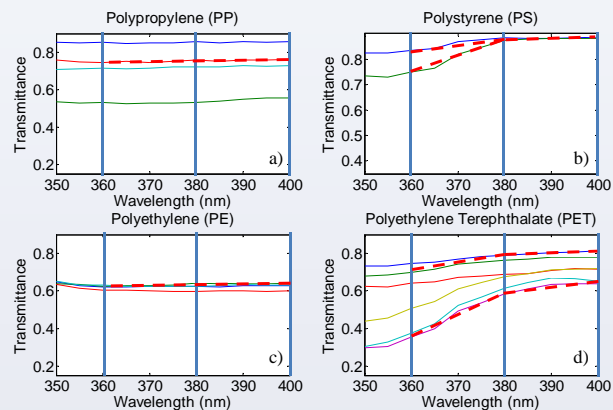 Polypropylene (PP)
Transmittance
0.8
0.6
0.4
0.2
350 360 370 380 390 400
Wavelength (nm)
a)
Polystyrene (PS)
Transmittance
0.8
0.7
0.6
0.5
0.4
350 360 370 380 390 400
Wavelength (nm)
b)
Polyethylene (PE)
Transmittance
0.8
0.6
0.4
0.2
350 360 370 380 390 400
Wavelength (nm)
c)
Polyethylene Terephthalate (PET)
Transmittance
0.8
0.6
0.4
0.2
350 360 370 380 390 400
Wavelength (nm)
d)